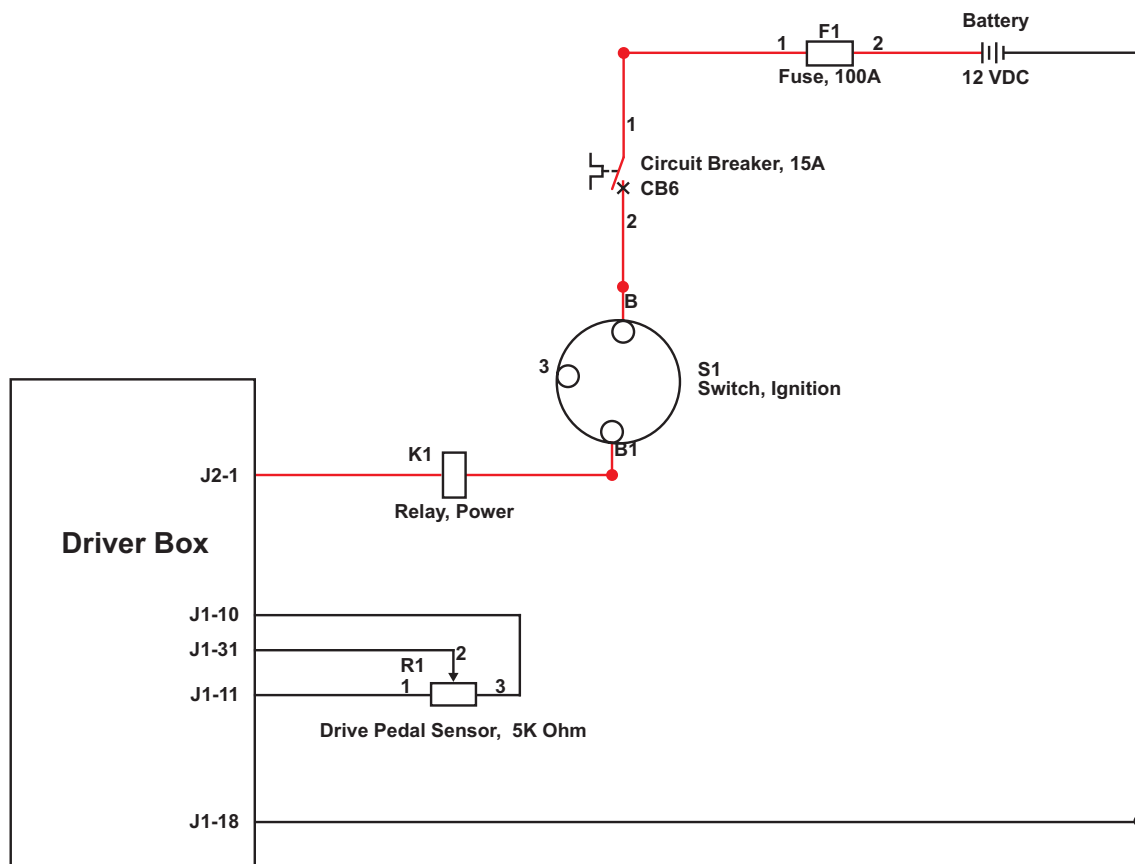 Battery
F1
1
2
Fuse, 100A
12 VDC
1
Circuit Breaker, 15A
CB6
2
B
3
S1
Switch, Ignition
B1
K1
J2-1
Relay, Power
Driver Box
J1-10
J1-31
2
R1
1
3
J1-11
Drive Pedal Sensor, 5K Ohm
J1-18